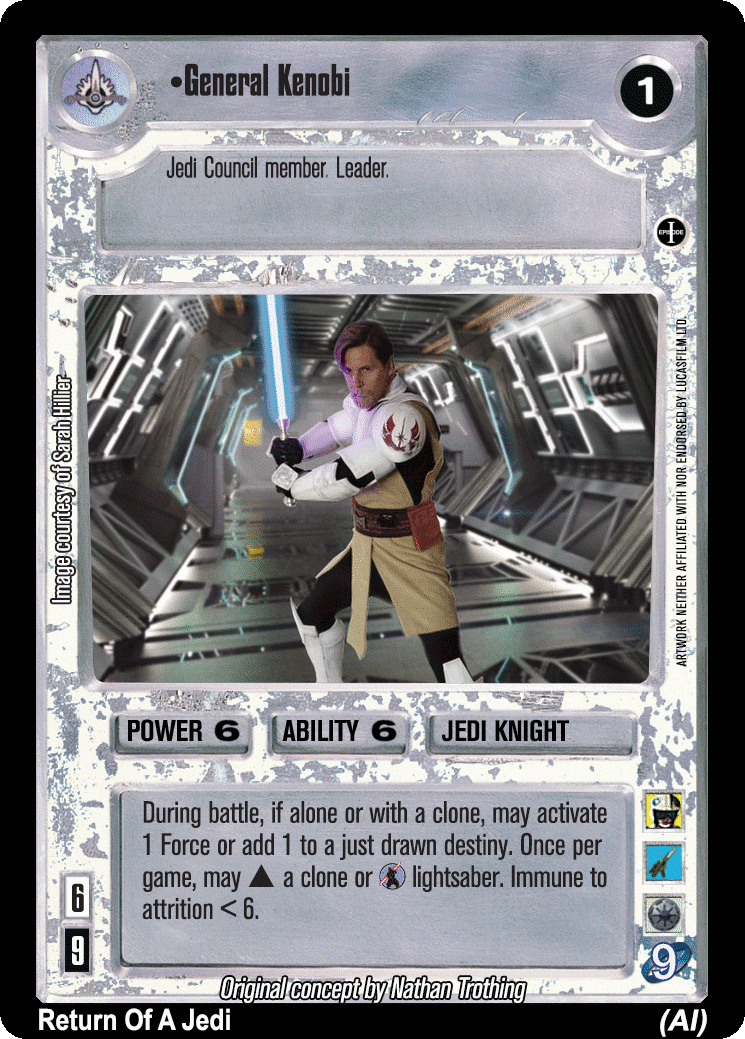 •General Kenobi
1
Jedi Council member. Leader.
EPISODE
I
Image courtesy of Sarah Hillier
ARTWORK NEITHER AFFILIATED WITH NOR ENDORSED BY LUCASFILM LTD.
POWER 6
ABILITY 6
JEDI KNIGHT
During battle, if alone or with a clone, may activate
1 Force or add 1 to a just drawn destiny. Once per
game, may ▲ a clone or lightsaber. Immune to
attrition < 6.
6
9
9
Original concept by Nathan Trothing
Return Of A Jedi
(AI)